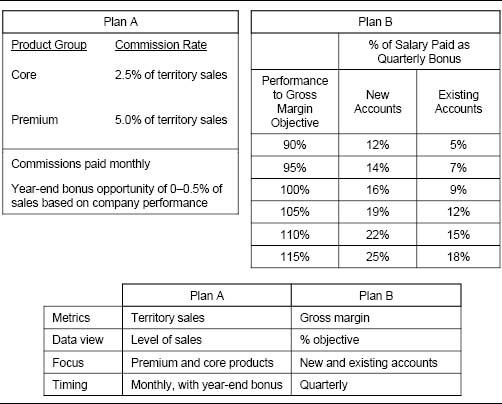 Plan A
Product Group Commission Rate
Core 2.5% of territory sales
Premium 5.0% of territory sales
Commissions paid monthly
Year-end bonus opportunity of 0–0.5% of
sales based on company performance
Plan B
% of Salary Paid as
Quarterly Bonus
Performance
to Gross
Margin
Objective
New
Accounts
Existing
Accounts
90% 12% 5%
95% 14% 7%
100% 16% 9%
105% 19% 12%
110% 22% 15%
115% 25% 18%
Plan A Plan B
Metrics Territory sales Gross margin
Data view Level of sales % objective
Focus Premium and core products New and existing accounts
Timing Monthly, with year-end bonus Quarterly